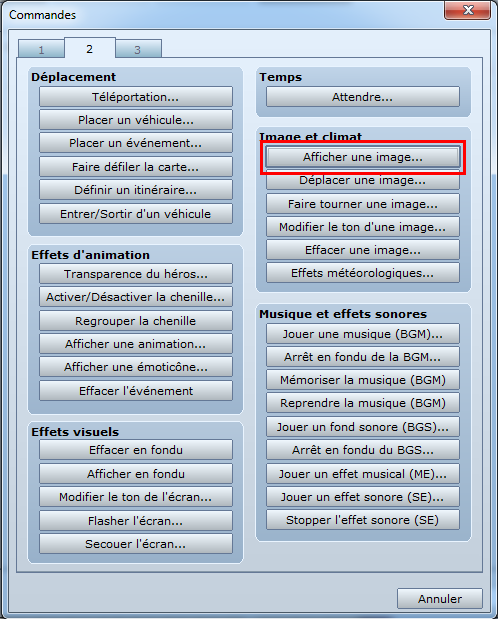 Commandes
1
2
3
Déplacement
Téléportation...
Placer un véhicule...
Placer un événement...
Faire défiler la carte...
Définir un itinéraire...
Entrer/Sortir d'un véhicule
Effets d'animation
Transparence du héros...
Activer/Désactiver la chenille...
Regrouper la chenille
Afficher une animation...
Afficher une émoticône...
Effacer l'événement
Effets visuels
Effacer en fondu
Afficher en fondu
Modifier le ton de l'écran...
Flasher l'écran...
Secouer l'écran...
Temps
Attendre...
Image et climat
Afficher une image...
Déplacer une image...
Faire tourner une image...
Modifier le ton d'une image...
Effacer une image...
Effets météorologiques...
Musique et effets sonores
Jouer une musique (BGM)...
Arrêt en fondu de la BGM...
Mémoriser la musique (BGM)
Reprendre la musique (BGM)
Jouer un fond sonore (BGS)...
Arrêt en fondu du BGS...
Jouer un effet musical (ME)...
Jouer un effet sonore (SE)...
Stopper l'effet sonore (SE)
Annuler